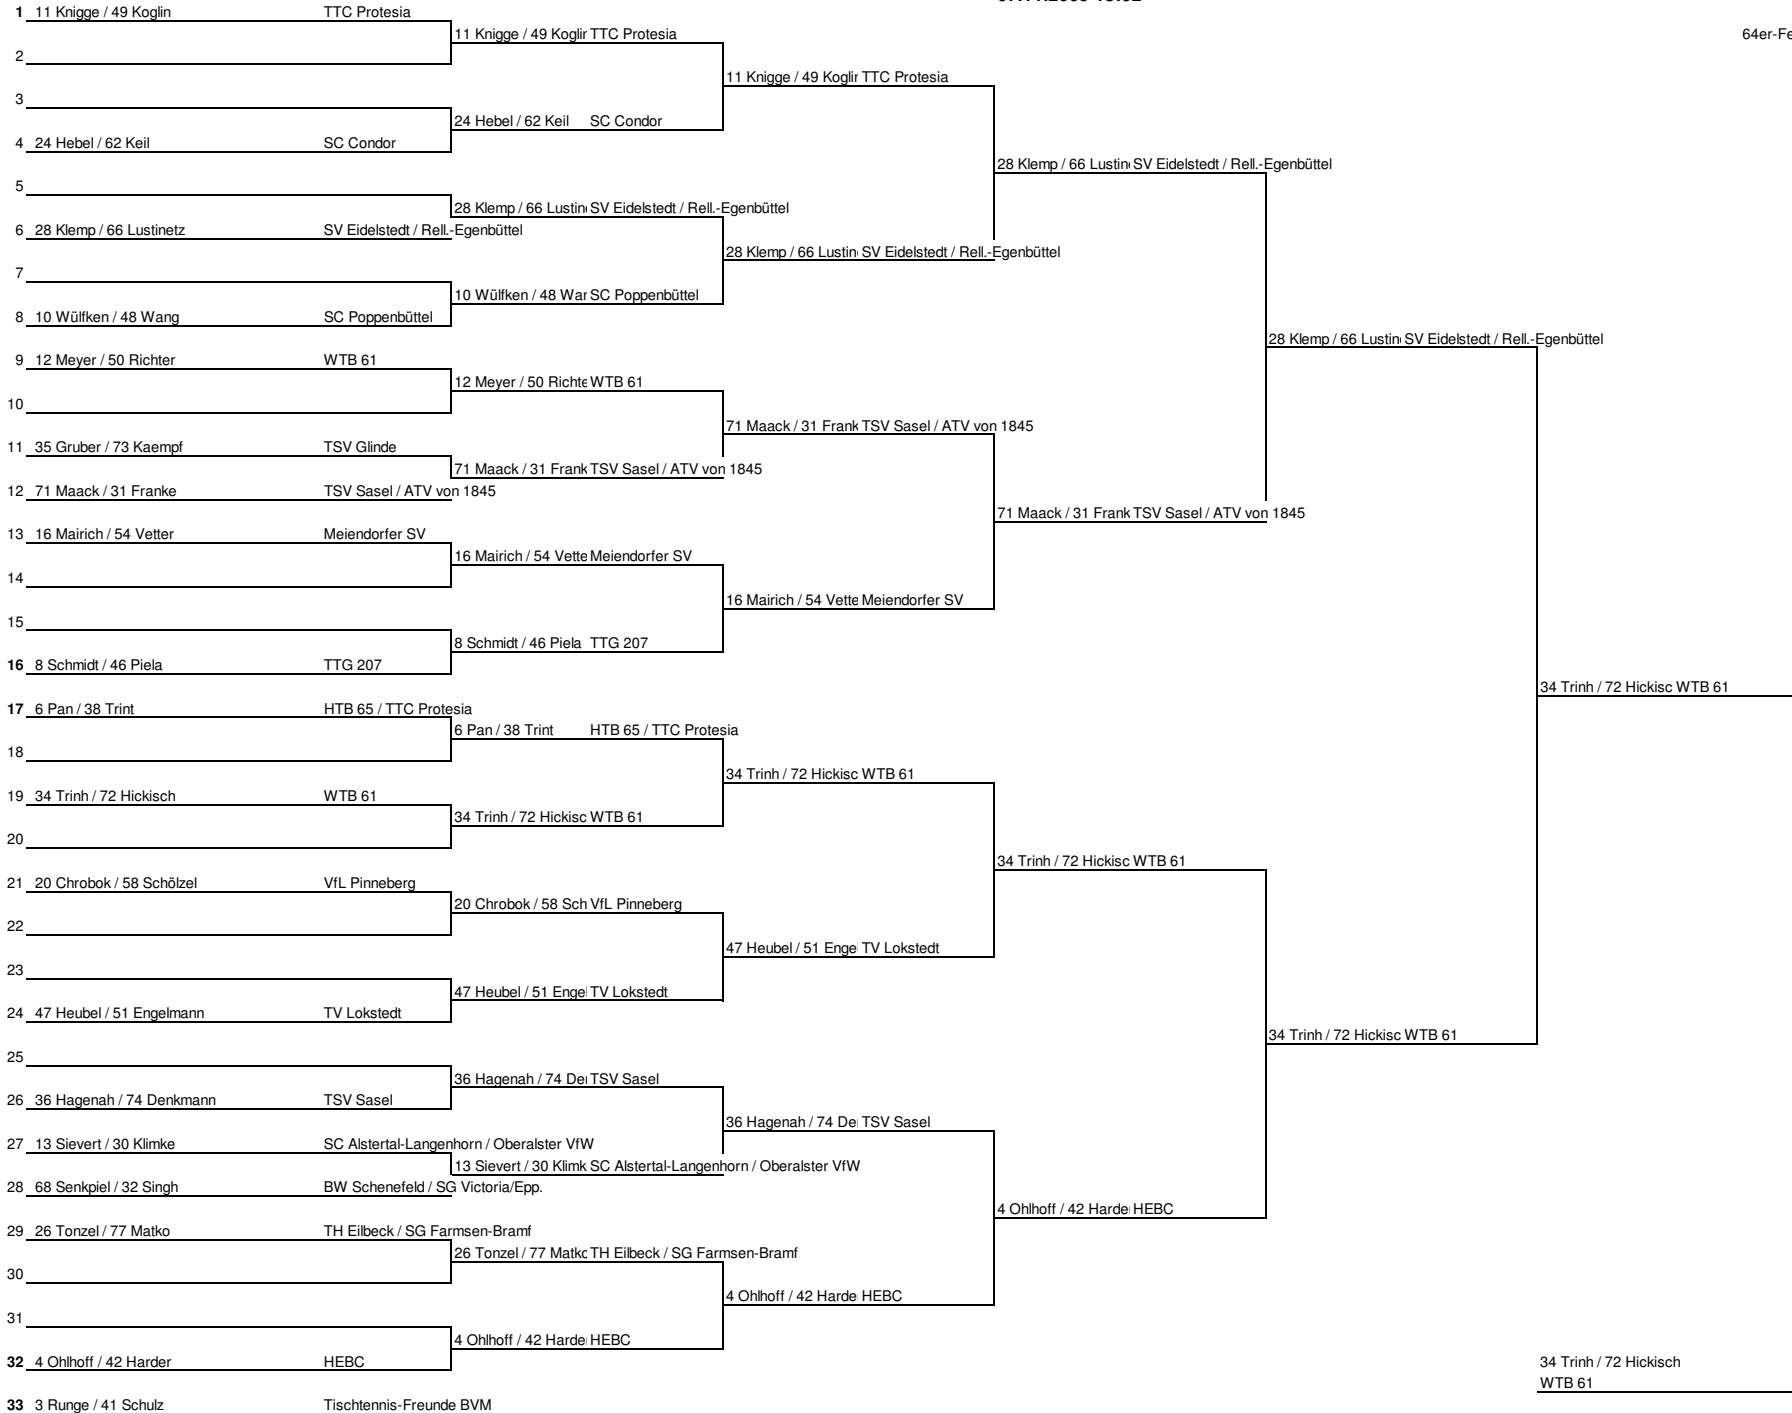 1 11 Knigge / 49 Koglin TTC Protesia
11 Knigge / 49 Koglin TTC Protesia
64er-Fe
2
11 Knigge / 49 Koglin TTC Protesia
3
24 Hebel / 62 Keil SC Condor
4 24 Hebel / 62 Keil SC Condor
28 Klemp / 66 Lustin SV Eidelstedt / Rell.-Egenbüttel
5
28 Klemp / 66 Lustin SV Eidelstedt / Rell.-Egenbüttel
6 28 Klemp / 66 Lustinetz SV Eidelstedt / Rell.-Egenbüttel
28 Klemp / 66 Lustin SV Eidelstedt / Rell.-Egenbüttel
7
10 Wülfken / 48 Wan SC Poppenbüttel
8 10 Wülfken / 48 Wang SC Poppenbüttel
28 Klemp / 66 Lustin SV Eidelstedt / Rell.-Egenbüttel
9 12 Meyer / 50 Richter WTB 61
12 Meyer / 50 Richte WTB 61
10
71 Maack / 31 Frank TSV Sasel / ATV von 1845
11 35 Gruber / 73 Kaempf TSV Glinde
71 Maack / 31 Frank TSV Sasel / ATV von 1845
12 71 Maack / 31 Franke TSV Sasel / ATV von 1845
71 Maack / 31 Frank TSV Sasel / ATV von 1845
13 16 Mairich / 54 Vetter Meiendorfer SV
16 Mairich / 54 Vette Meiendorfer SV
14
16 Mairich / 54 Vette Meiendorfer SV
15
8 Schmidt / 46 Piela TTG 207
16 8 Schmidt / 46 Piela TTG 207
34 Trinh / 72 Hickisc WTB 61
17 6 Pan / 38 Trint HTB 65 / TTC Protesia
6 Pan / 38 Trint HTB 65 / TTC Protesia
18
34 Trinh / 72 Hickisc WTB 61
19 34 Trinh / 72 Hickisch WTB 61
34 Trinh / 72 Hickisc WTB 61
20
34 Trinh / 72 Hickisc WTB 61
21 20 Chrobok / 58 Schölzel VfL Pinneberg
20 Chrobok / 58 Sch VfL Pinneberg
22
47 Heubel / 51 Enge TV Lokstedt
23
47 Heubel / 51 Engel TV Lokstedt
24 47 Heubel / 51 Engelmann TV Lokstedt
34 Trinh / 72 Hickisc WTB 61
25
36 Hagenah / 74 De TSV Sasel
26 36 Hagenah / 74 Denkmann TSV Sasel
36 Hagenah / 74 De TSV Sasel
27 13 Sievert / 30 Klimke SC Alstertal-Langenhorn / Oberalster VfW
13 Sievert / 30 Klimk SC Alstertal-Langenhorn / Oberalster VfW
28 68 Senkpiel / 32 Singh BW Schenefeld / SG Victoria/Epp.
4 Ohlhoff / 42 Harde HEBC
29 26 Tonzel / 77 Matko TH Eilbeck / SG Farmsen-Bramf
26 Tonzel / 77 Matko TH Eilbeck / SG Farmsen-Bramf
30
4 Ohlhoff / 42 Harde HEBC
31
4 Ohlhoff / 42 Harde HEBC
32 4 Ohlhoff / 42 Harder HEBC
34 Trinh / 72 Hickisch
WTB 61
33 3 Runge / 41 Schulz Tischtennis-Freunde BVM